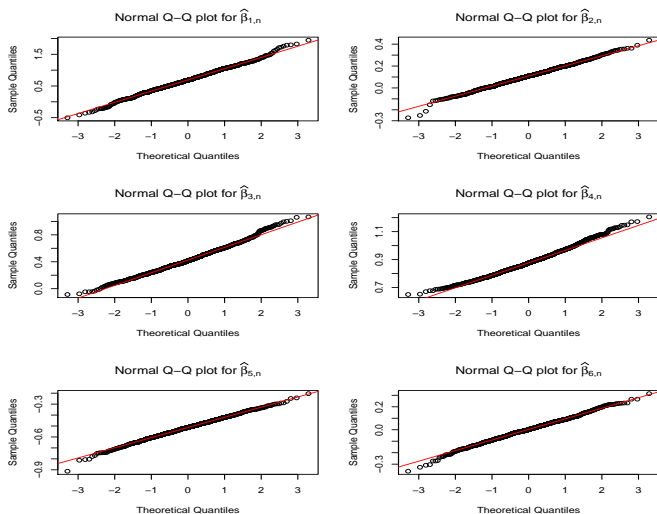 Normal Q−Q plot for β̂1,n
Sample Quantiles
−0.5 0.5 1.5
−3 −2 −1 0 1 2 3
Theoretical Quantiles
Normal Q−Q plot for β̂2,n
Sample Quantiles
−0.3 0.0 0.4
−3 −2 −1 0 1 2 3
Theoretical Quantiles
Normal Q−Q plot for β̂3,n
Sample Quantiles
0.0 0.4 0.8
−3 −2 −1 0 1 2 3
Theoretical Quantiles
Normal Q−Q plot for β̂4,n
Sample Quantiles
0.7 0.9 1.1
−3 −2 −1 0 1 2 3
Theoretical Quantiles
Normal Q−Q plot for β̂5,n
Sample Quantiles
−0.9 −0.6 −0.3
−3 −2 −1 0 1 2 3
Theoretical Quantiles
Normal Q−Q plot for β̂6,n
Sample Quantiles
−0.3 0.0 0.2
−3 −2 −1 0 1 2 3
Theoretical Quantiles